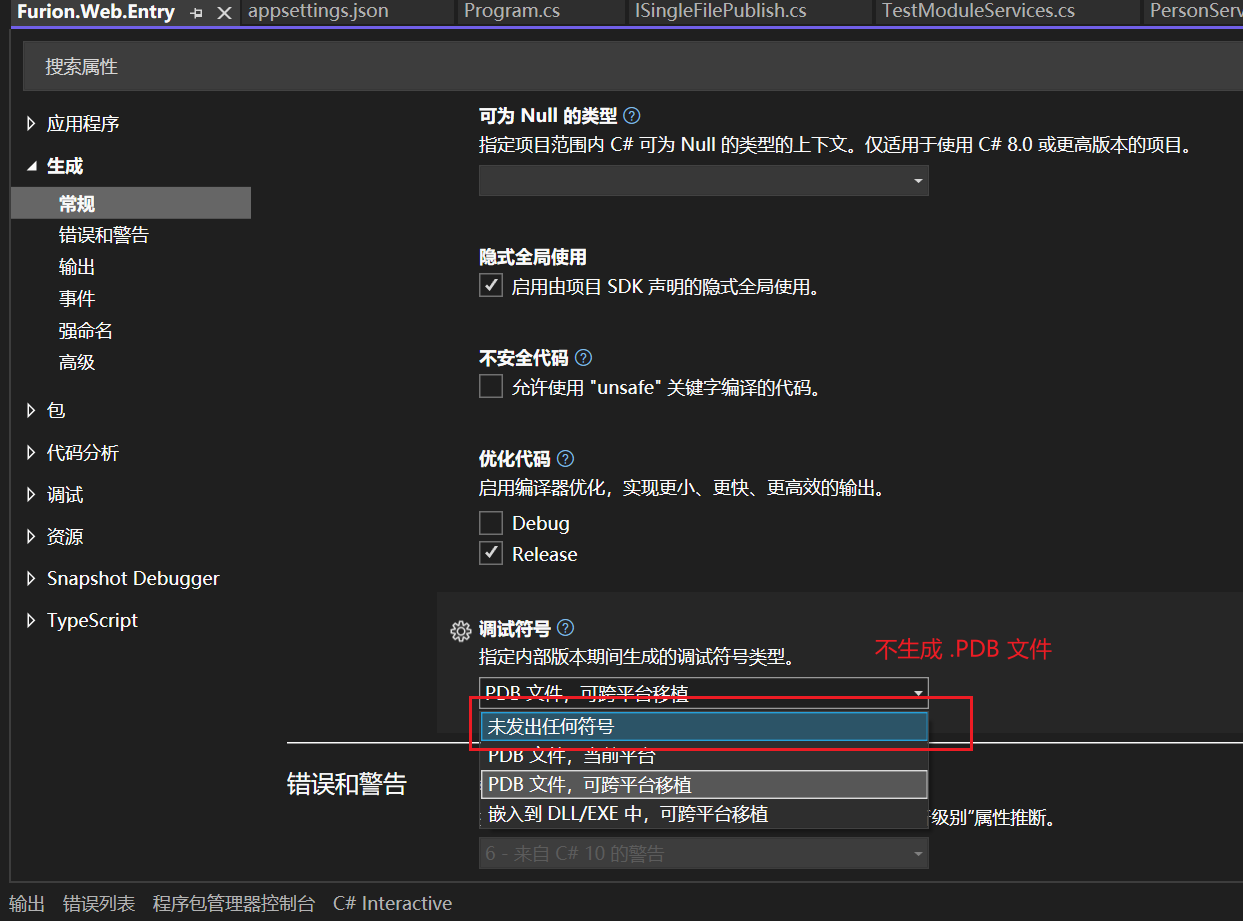 Furion.Web.Entry
appsettings.json
Program.cs
ISingleFilePublish.cs
TestModuleServices.cs
PersonServ
搜索属性
应用程序
生成
常规
错误和警告
输出
事件
强命名
高级
包
代码分析
调试
资源
Snapshot Debugger
TypeScript
可为 Null 的类型
指定项目范围内 C# 可为 Null 的类型的上下文。仅适用于使用 C# 8.0 或更高版本的项目。
隐式全局使用
启用由项目 SDK 声明的隐式全局使用。
不安全代码
允许使用 "unsafe" 关键字编译的代码。
优化代码
启用编译器优化，实现更小、更快、更高效的输出。
Debug
Release
调试符号
指定内部版本期间生成的调试符号类型。
不生成 .PDB 文件
PDB 文件，可跨平台移植
未发出任何符号
PDB 文件，当前平台
PDB 文件，可跨平台移植
嵌入到 DLL/EXE 中，可跨平台移植
错误和警告
级别”属性推断。
6 - 来自 C# 10 的警告
输出
错误列表
程序包管理器控制台
C# Interactive